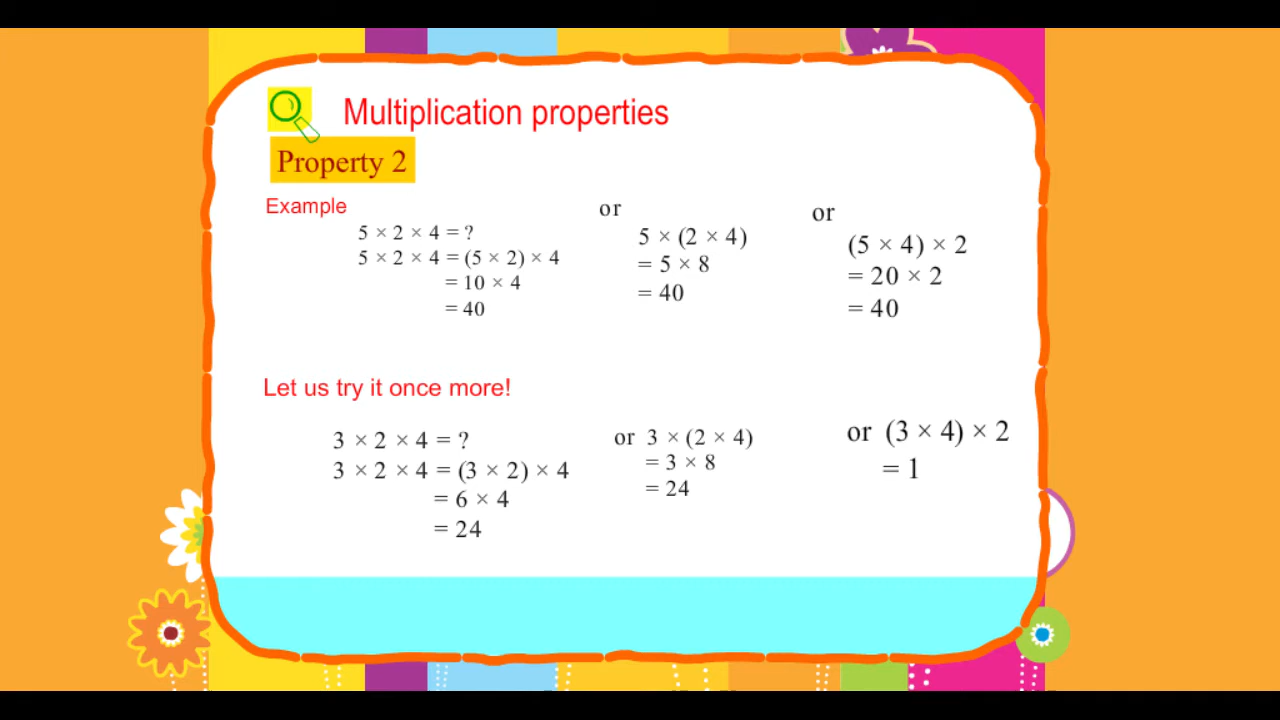 Multiplication properties
Property 2
Example
5 × 2 × 4 = ?
5 × 2 × 4 = (5 × 2) × 4
= 10 × 4
= 40
or
5 × (2 × 4)
= 5 × 8
= 40
or
(5 × 4) × 2
= 20 × 2
= 40
Let us try it once more!
3 × 2 × 4 = ?
3 × 2 × 4 = (3 × 2) × 4
= 6 × 4
= 24
or 3 × (2 × 4)
= 3 × 8
= 24
or (3 × 4) × 2
= 1